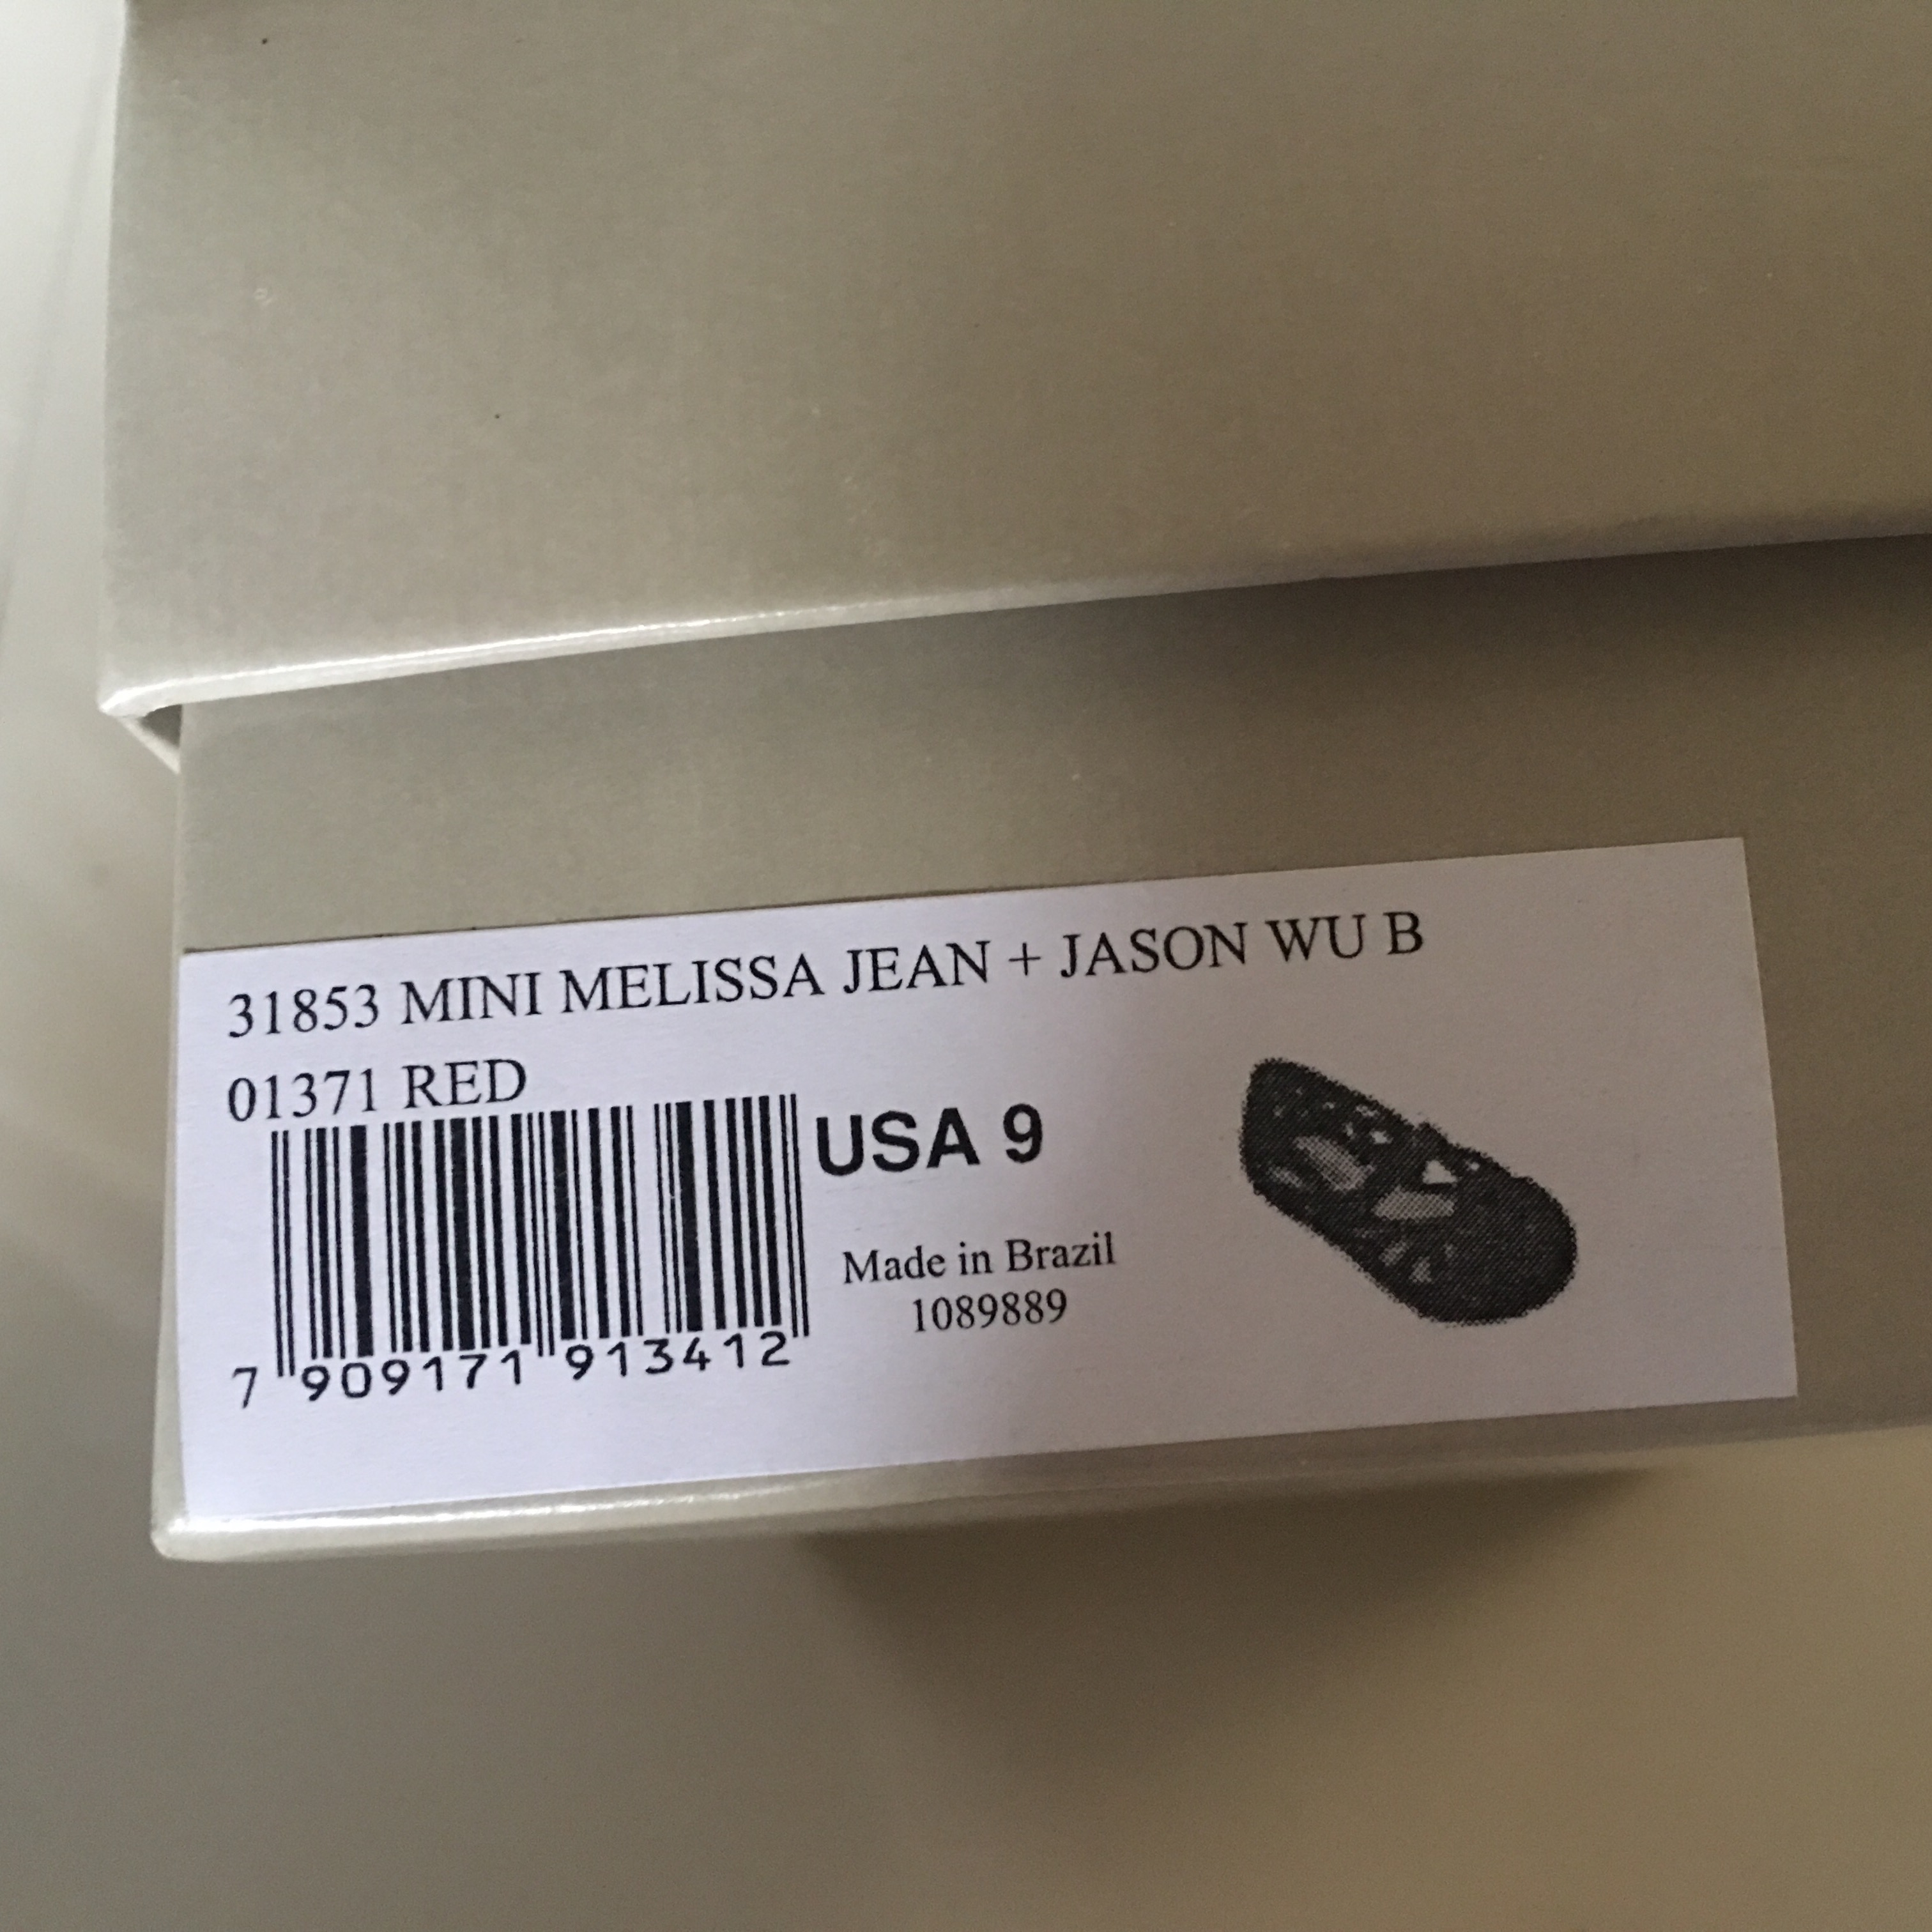 31853 MINI MELISSA JEAN + JASON WU B
01371 RED
USA 9
Made in Brazil
1089889
7 909171 913412